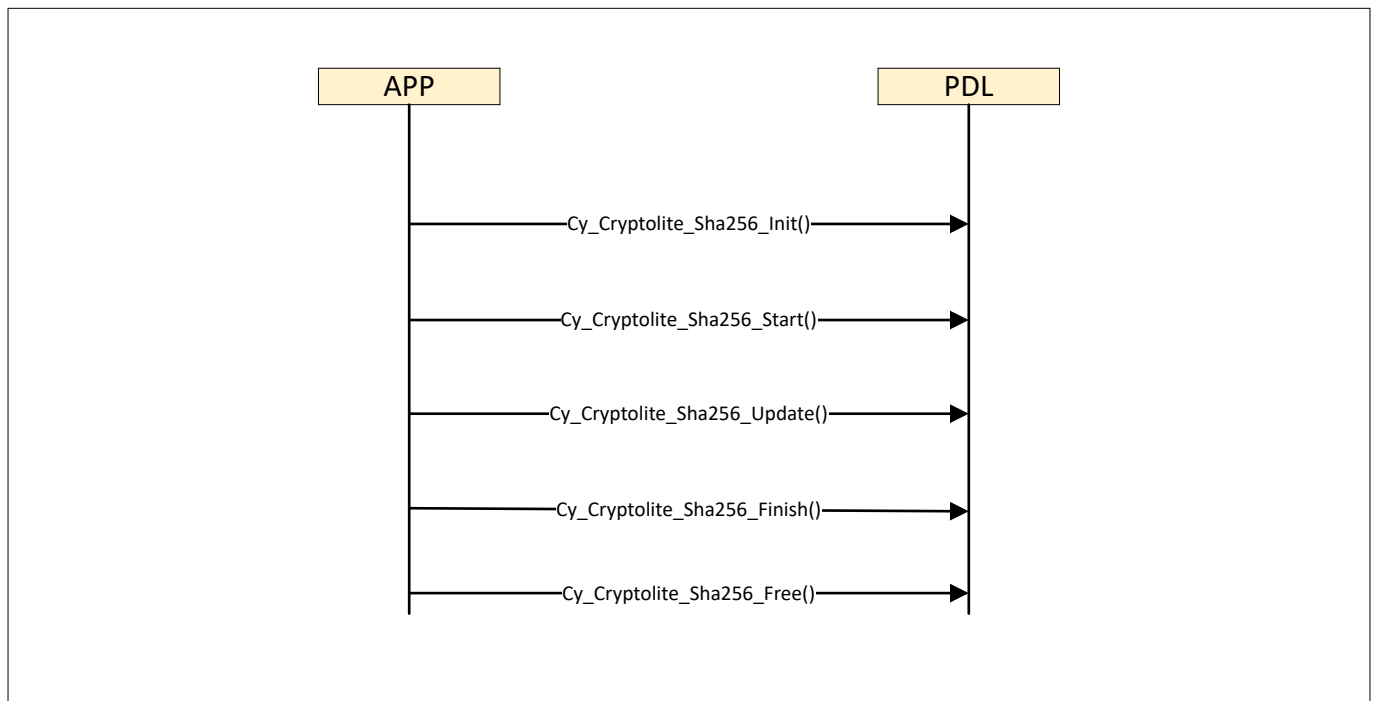 APP
PDL
Cy_Cryptolite_Sha256_Init()
Cy_Cryptolite_Sha256_Start()
Cy_Cryptolite_Sha256_Update()
Cy_Cryptolite_Sha256_Finish()
Cy_Cryptolite_Sha256_Free()